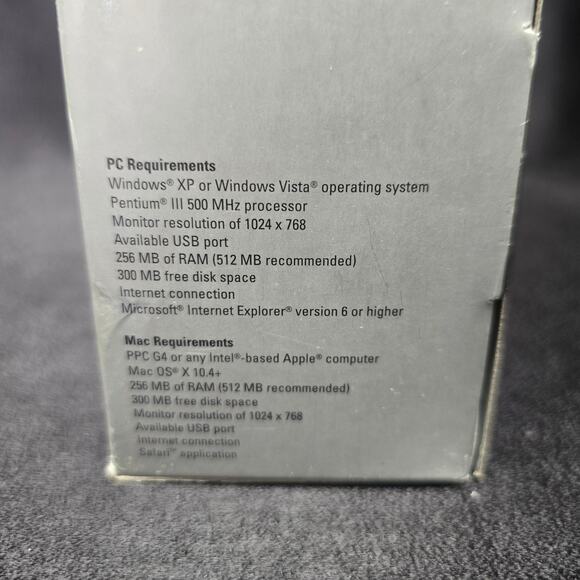 PC Requirements
Windows® XP or Windows Vista® operating system
Pentium® III 500 MHz processor
Monitor resolution of 1024 x 768
Available USB port
256 MB of RAM (512 MB recommended)
300 MB free disk space
Internet connection
Microsoft® Internet Explorer® version 6 or higher
Mac Requirements
PPC G4 or any Intel®-based Apple® computer
Mac OS® X 10.4+
256 MB of RAM (512 MB recommended)
300 MB free disk space
Monitor resolution of 1024 x 768
Available USB port
Internet connection
Safari™ application